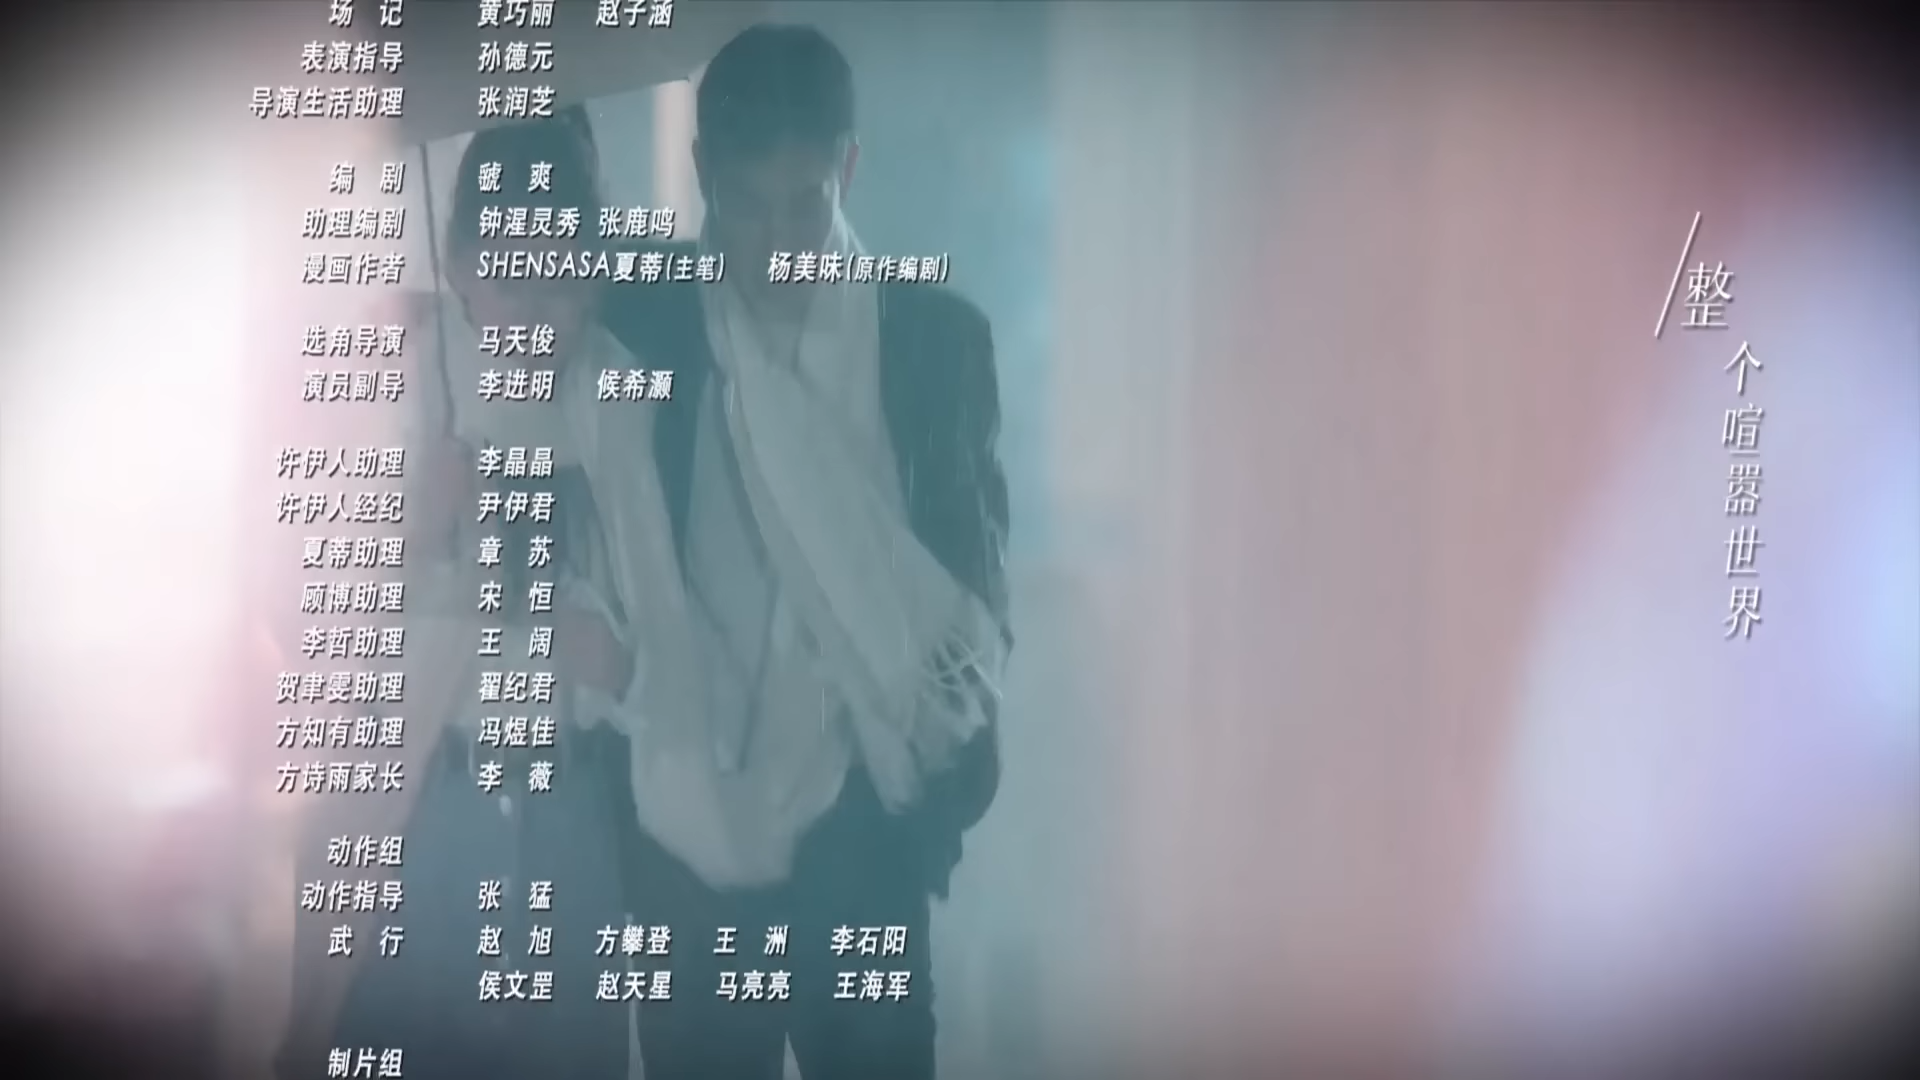 场 记 黄巧丽 赵子涵
表演指导 孙德元
导演生活助理 张润芝
编 剧 虢 爽
助理编剧 钟渥灵秀 张鹿鸣
漫画作者 SHENSASA夏蒂(主笔) 杨美味(原作编剧)
选角导演 马天俊
演员副导 李进明 候希灏
许伊人助理 李晶晶
许伊人经纪 尹伊君
夏蒂助理 章 苏
顾博助理 宋 恒
李哲助理 王 阔
贺聿雯助理 翟纪君
方知有助理 冯煜佳
方诗雨家长 李 薇
动作组
动作指导 张 猛
武 行 赵 旭 方攀登 王 洲 李石阳
侯文罡 赵天星 马亮亮 王海军
制片组
整个喧嚣世界